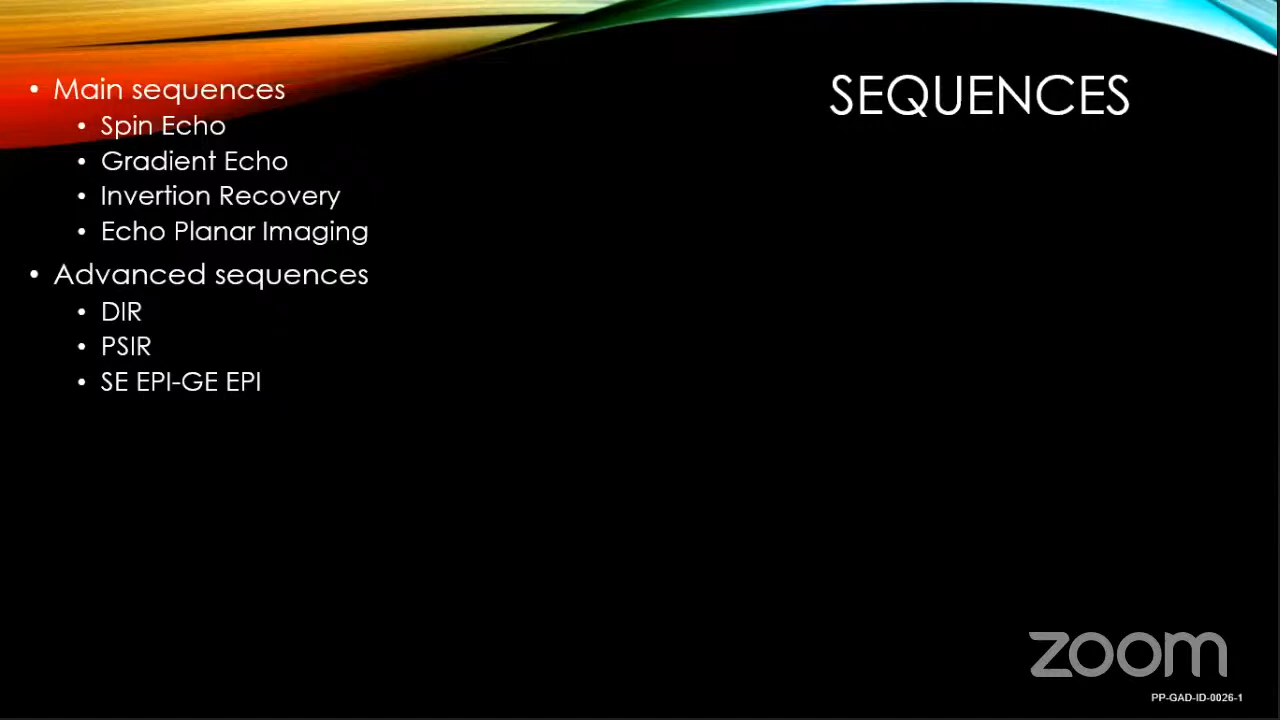 SEQUENCES
• Main sequences
• Spin Echo
• Gradient Echo
• Invertion Recovery
• Echo Planar Imaging
• Advanced sequences
• DIR
• PSIR
• SE EPI-GE EPI
zoom
PP-GAD-ID-0026-1